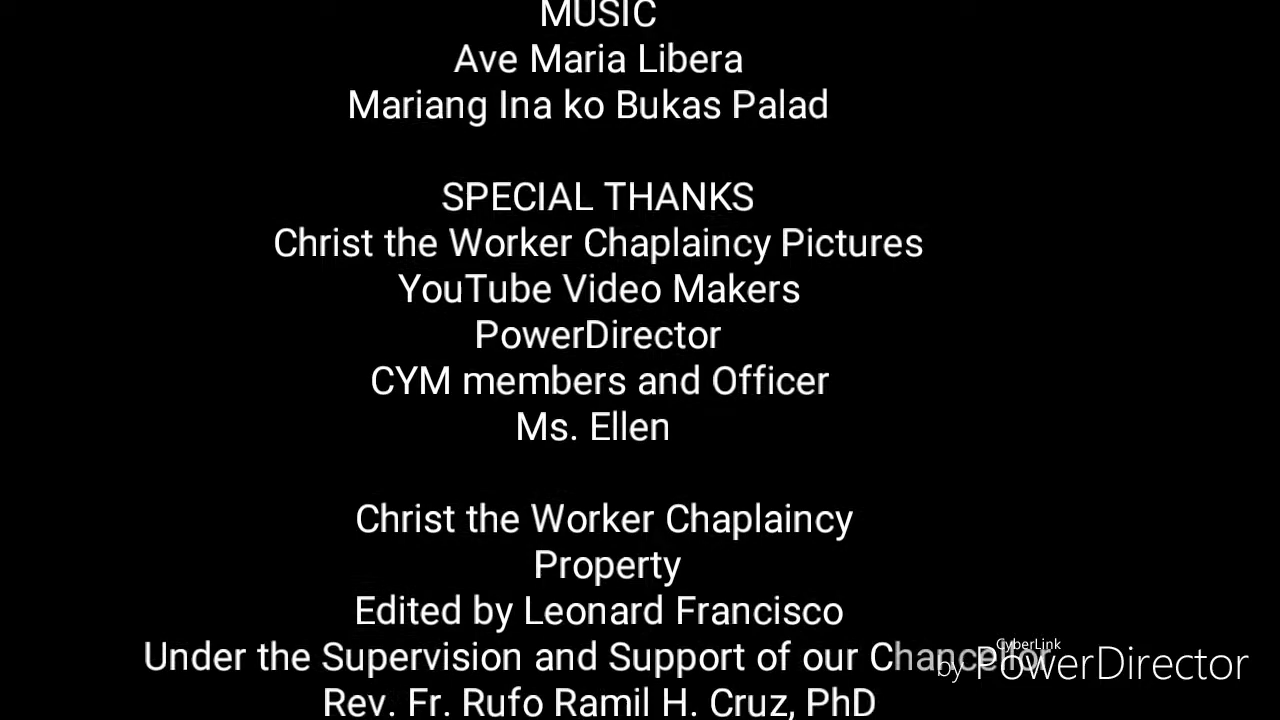 MUSIC
Ave Maria Libera
Mariang Ina ko Bukas Palad
SPECIAL THANKS
Christ the Worker Chaplaincy Pictures
YouTube Video Makers
PowerDirector
CYM members and Officer
Ms. Ellen
Christ the Worker Chaplaincy
Property
Edited by Leonard Francisco
Under the Supervision and Support of our Chancellor
Rev. Fr. Rufo Ramil H. Cruz, PhD
CyberLink
by PowerDirector